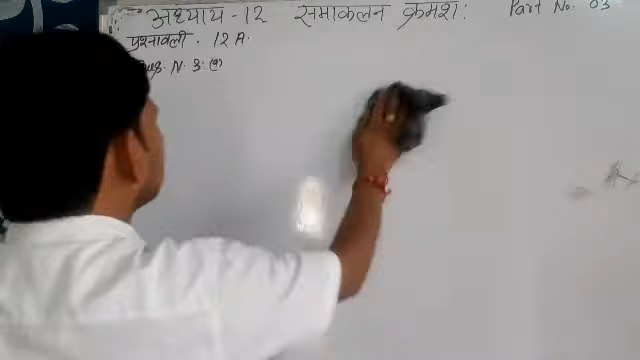 अध्याय - 12 समाकलन क्रमशः Part No. 03
प्रश्नावली. 12 A.
N. 3. (a)